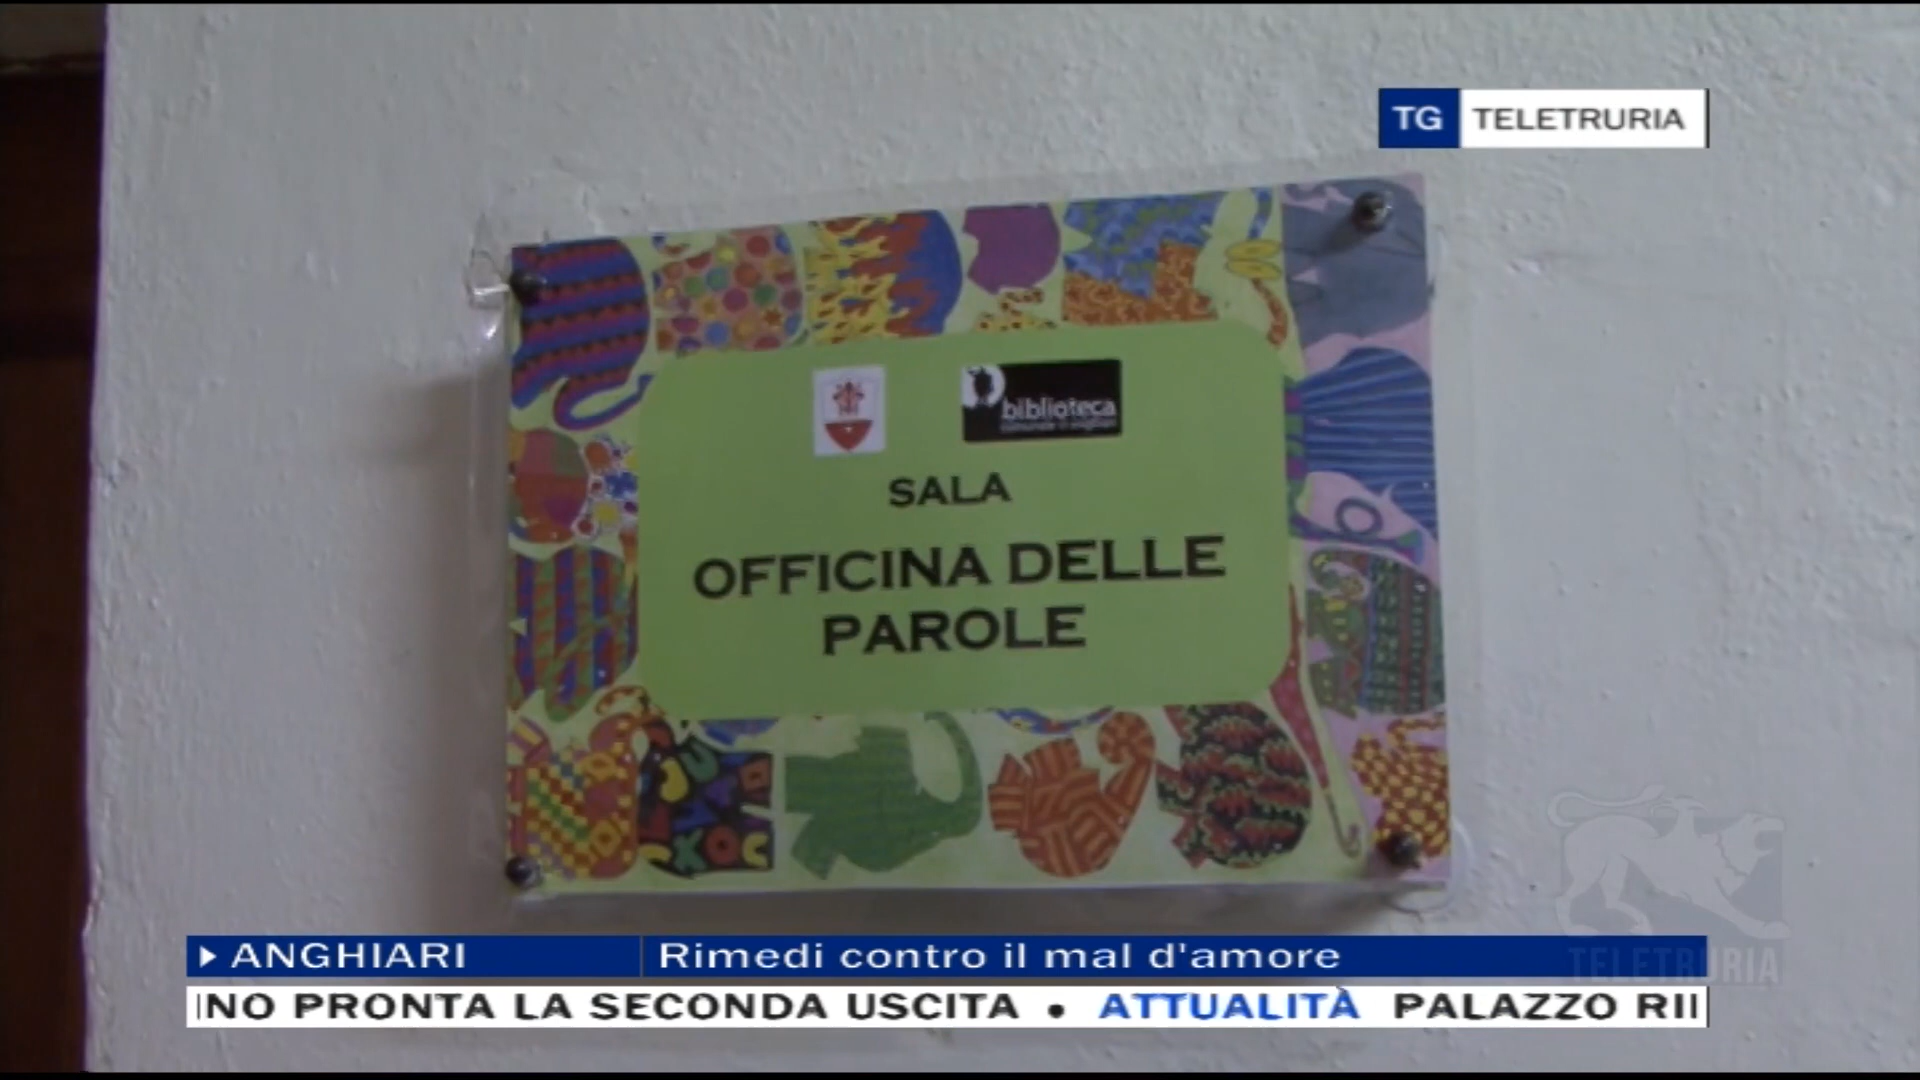 TG TELETRURIA
biblioteca
SALA
OFFICINA DELLE
PAROLE
ANGHIARI Rimedi contro il mal d'amore
TELETRURIA
NO PRONTA LA SECONDA USCITA • ATTUALITÀ PALAZZO